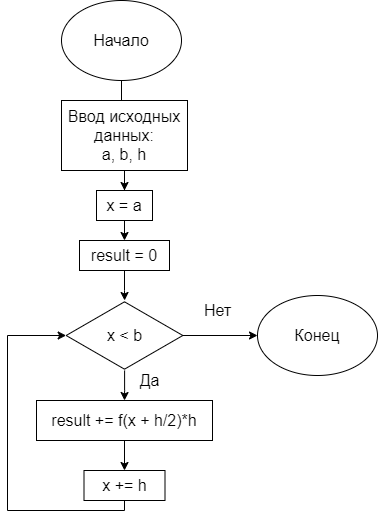 Начало
Ввод исходных
данных:
a, b, h
x = a
result = 0
x < b
Нет
Конец
Да
result += f(x + h/2)*h
x += h